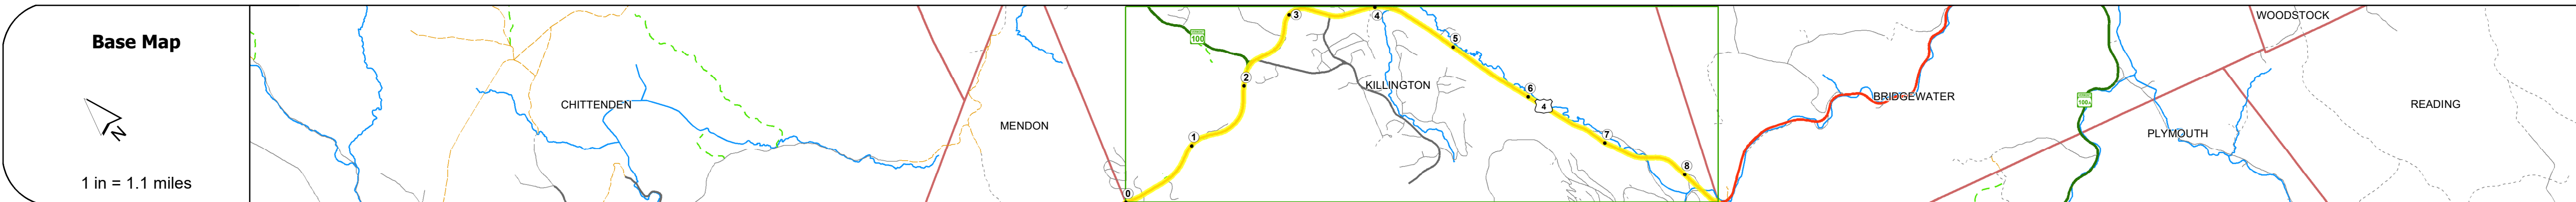 Base Map
N
1 in = 1.1 miles
CHITTENDEN
MENDON
0
1
2
3
4
5
6
7
8
100
4
KILLINGTON
BRIDGEWATER
WOODSTOCK
100A
PLYMOUTH
READING